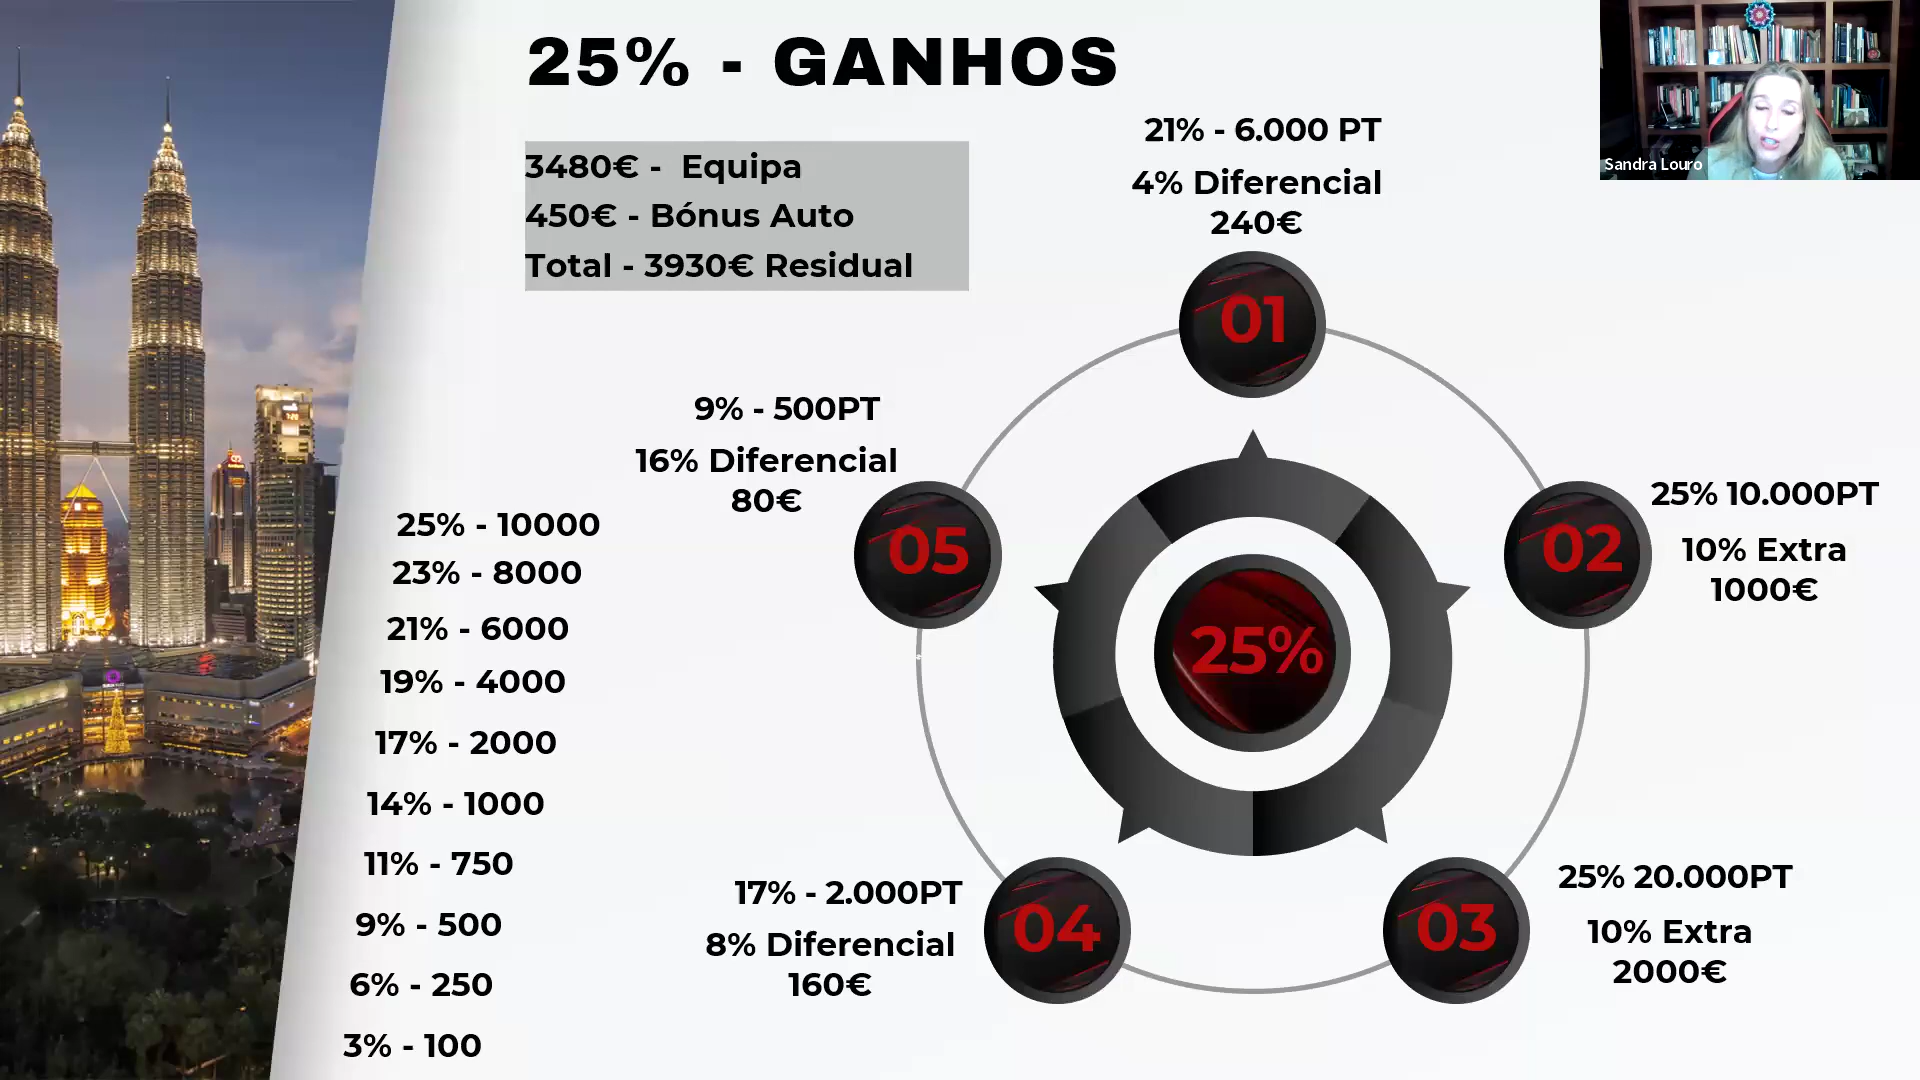 25% - GANHOS
3480€ - Equipa
450€ - Bónus Auto
Total - 3930€ Residual
21% - 6.000 PT
4% Diferencial
240€
01
Sandra Louro
9% - 500PT
16% Diferencial
80€
05
25% 10.000PT
10% Extra
1000€
02
25%
25% - 10000
23% - 8000
21% - 6000
19% - 4000
17% - 2000
14% - 1000
11% - 750
9% - 500
6% - 250
3% - 100
17% - 2.000PT
8% Diferencial
160€
04
25% 20.000PT
10% Extra
2000€
03